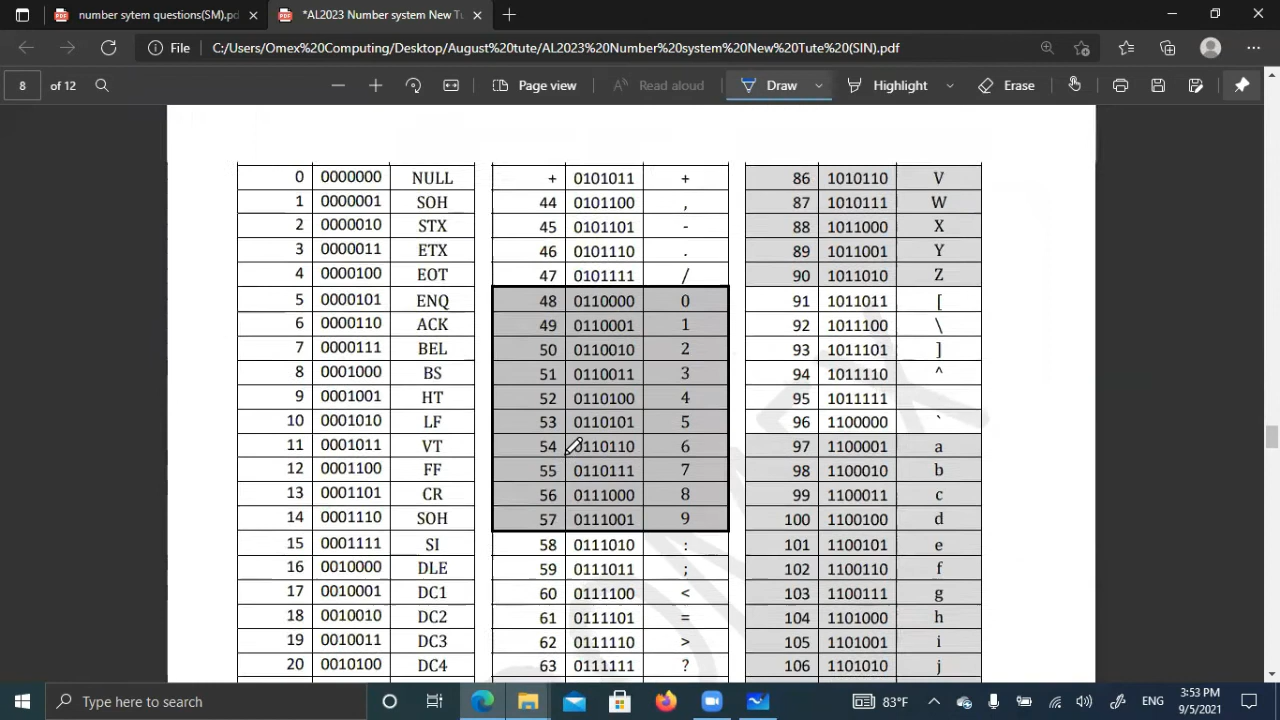 number sytem questions(SM).pd
*AL2023 Number system New Tu
File C:/Users/Omex%20Computing/Desktop/August%20tute/AL2023%20Number%20system%20New%20Tute%20(SIN).pdf
8 of 12 Page view Read aloud Draw Highlight Erase
0 0000000 NULL + 0101011 + 86 1010110 V
1 0000001 SOH 44 0101100 , 87 1010111 W
2 0000010 STX 45 0101101 - 88 1011000 X
3 0000011 ETX 46 0101110 . 89 1011001 Y
4 0000100 EOT 47 0101111 / 90 1011010 Z
5 0000101 ENQ 48 0110000 0 91 1011011 [
6 0000110 ACK 49 0110001 1 92 1011100 \
7 0000111 BEL 50 0110010 2 93 1011101 ]
8 0001000 BS 51 0110011 3 94 1011110 ^
9 0001001 HT 52 0110100 4 95 1011111
10 0001010 LF 53 0110101 5 96 1100000 `
11 0001011 VT 54 0110110 6 97 1100001 a
12 0001100 FF 55 0110111 7 98 1100010 b
13 0001101 CR 56 0111000 8 99 1100011 c
14 0001110 SOH 57 0111001 9 100 1100100 d
15 0001111 SI 58 0111010 : 101 1100101 e
16 0010000 DLE 59 0111011 ; 102 1100110 f
17 0010001 DC1 60 0111100 < 103 1100111 g
18 0010010 DC2 61 0111101 = 104 1101000 h
19 0010011 DC3 62 0111110 > 105 1101001 i
20 0010100 DC4 63 0111111 ? 106 1101010 j
Type here to search 83°F ENG 3:53 PM
9/5/2021